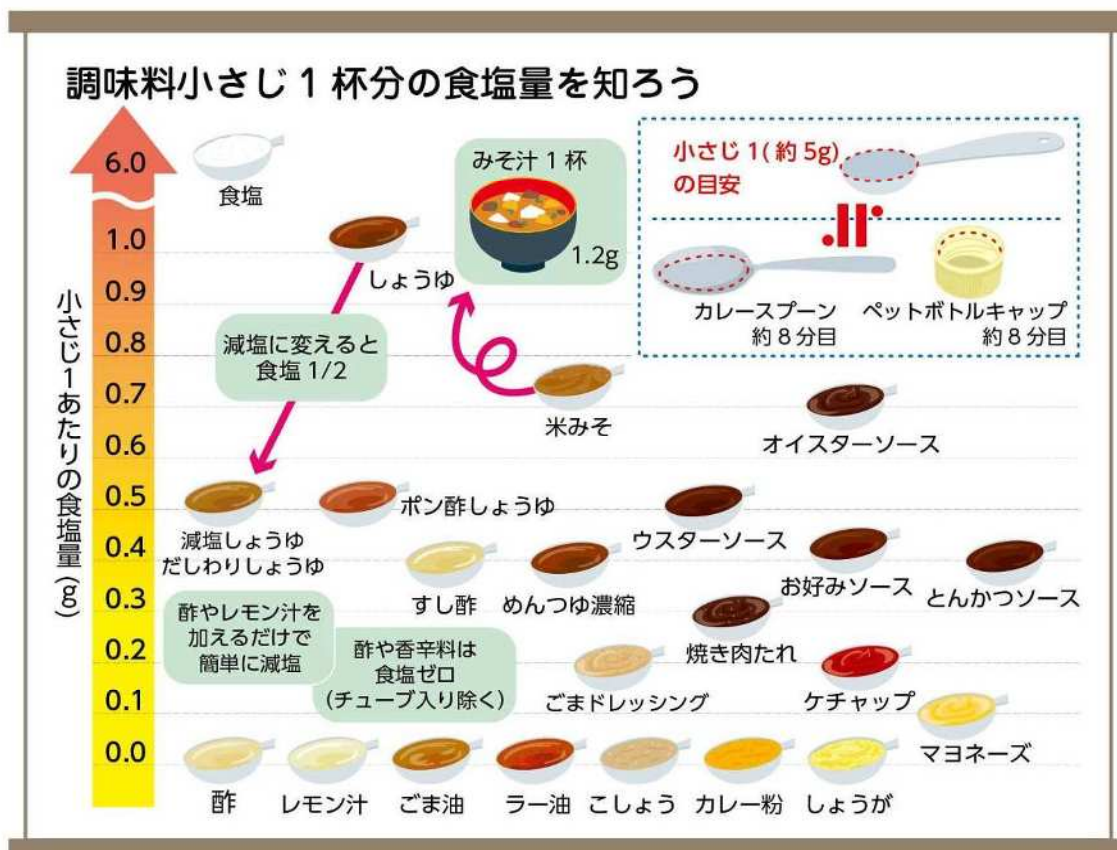 調味料小さじ1杯分の食塩量を知ろう
小さじ1あたりの食塩量(g)
6.0
1.0
0.9
0.8
0.7
0.6
0.5
0.4
0.3
0.2
0.1
0.0
食塩
みそ汁1杯
1.2g
小さじ1(約5g)
の目安
カレースプーン
約8分目
ペットボトルキャップ
約8分目
しょうゆ
減塩に変えると
食塩1/2
米みそ
オイスターソース
減塩しょうゆ
だしわりしょうゆ
ポン酢しょうゆ
ウスターソース
すし酢
めんつゆ濃縮
お好みソース
とんかつソース
焼き肉たれ
酢やレモン汁を
加えるだけで
簡単に減塩
酢や香辛料は
食塩ゼロ
(チューブ入り除く)
ごまドレッシング
ケチャップ
マヨネーズ
酢
レモン汁
ごま油
ラー油
こしょう
カレー粉
しょうが